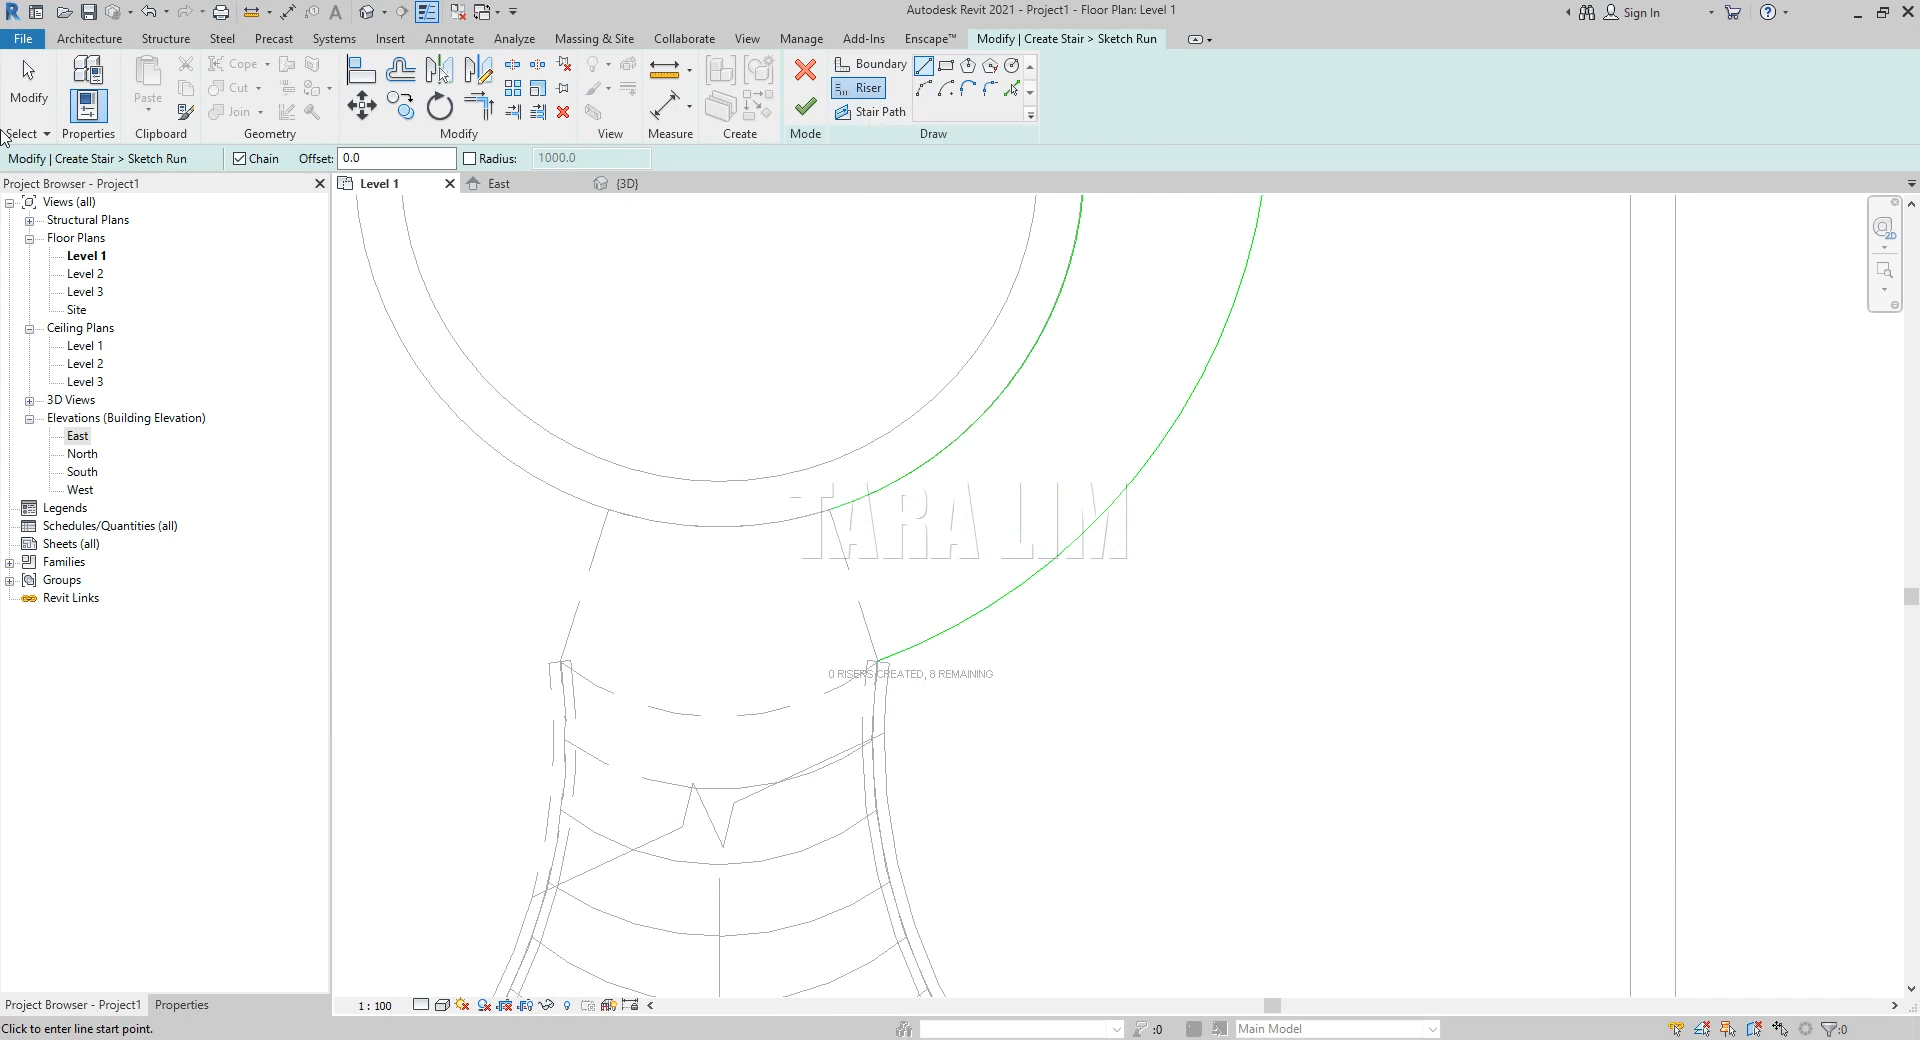 Autodesk Revit 2021 - Project1 - Floor Plan: Level 1
Sign In
File Architecture Structure Steel Precast Systems Insert Annotate Analyze Massing & Site Collaborate View Manage Add-Ins Enscape™ Modify | Create Stair > Sketch Run
Modify
Paste
Cope
Cut
Join
Boundary
Riser
Stair Path
Select Properties Clipboard Geometry Modify View Measure Create Mode Draw
Modify | Create Stair > Sketch Run Chain Offset: 0.0 Radius: 1000.0
Project Browser - Project1
Level 1 East {3D}
Views (all)
Structural Plans
Floor Plans
Level 1
Level 2
Level 3
Site
Ceiling Plans
Level 1
Level 2
Level 3
3D Views
Elevations (Building Elevation)
East
North
South
West
Legends
Schedules/Quantities (all)
Sheets (all)
Families
Groups
Revit Links
2D
TARA LIM
0 RISERS CREATED, 8 REMAINING
Project Browser - Project1 Properties
1 : 100
Click to enter line start point.
:0
Main Model
:0